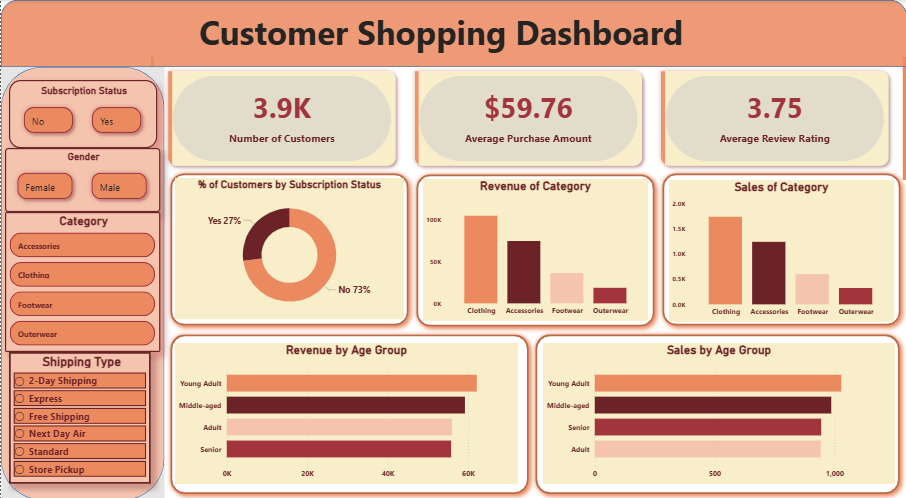 Customer Shopping Dashboard
Subscription Status
No
Yes
Gender
Female
Male
Category
Accessories
Clothing
Footwear
Outerwear
Shipping Type
2-Day Shipping
Express
Free Shipping
Next Day Air
Standard
Store Pickup
3.9K
Number of Customers
$59.76
Average Purchase Amount
3.75
Average Review Rating
% of Customers by Subscription Status
Yes 27%
No 73%
Revenue of Category
100K
50K
0K
Clothing Accessories Footwear Outerwear
Sales of Category
2.0K
1.5K
1.0K
0.5K
0.0K
Clothing Accessories Footwear Outerwear
Revenue by Age Group
Young Adult
Middle-aged
Adult
Senior
0K 20K 40K 60K
Sales by Age Group
Young Adult
Middle-aged
Senior
Adult
0 500 1,000